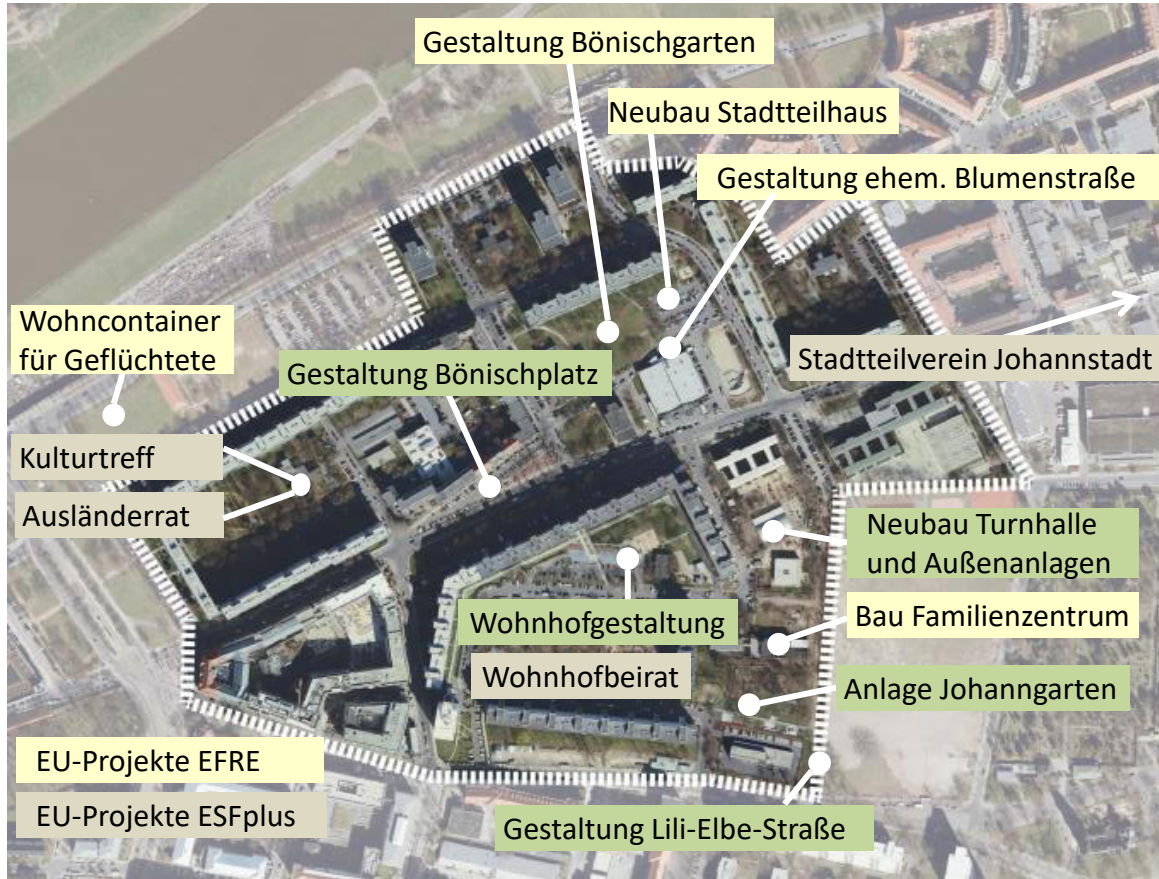 Gestaltung Bönischgarten
Neubau Stadtteilhaus
Gestaltung ehem. Blumenstraße
Wohncontainer
für Geflüchtete
Stadtteilverein Johannstadt
Gestaltung Bönischplatz
Kulturtreff
Ausländerrat
Neubau Turnhalle
und Außenanlagen
Wohnhofgestaltung
Bau Familienzentrum
Wohnhofbeirat
Anlage Johanngarten
EU-Projekte EFRE
EU-Projekte ESFplus
Gestaltung Lili-Elbe-Straße